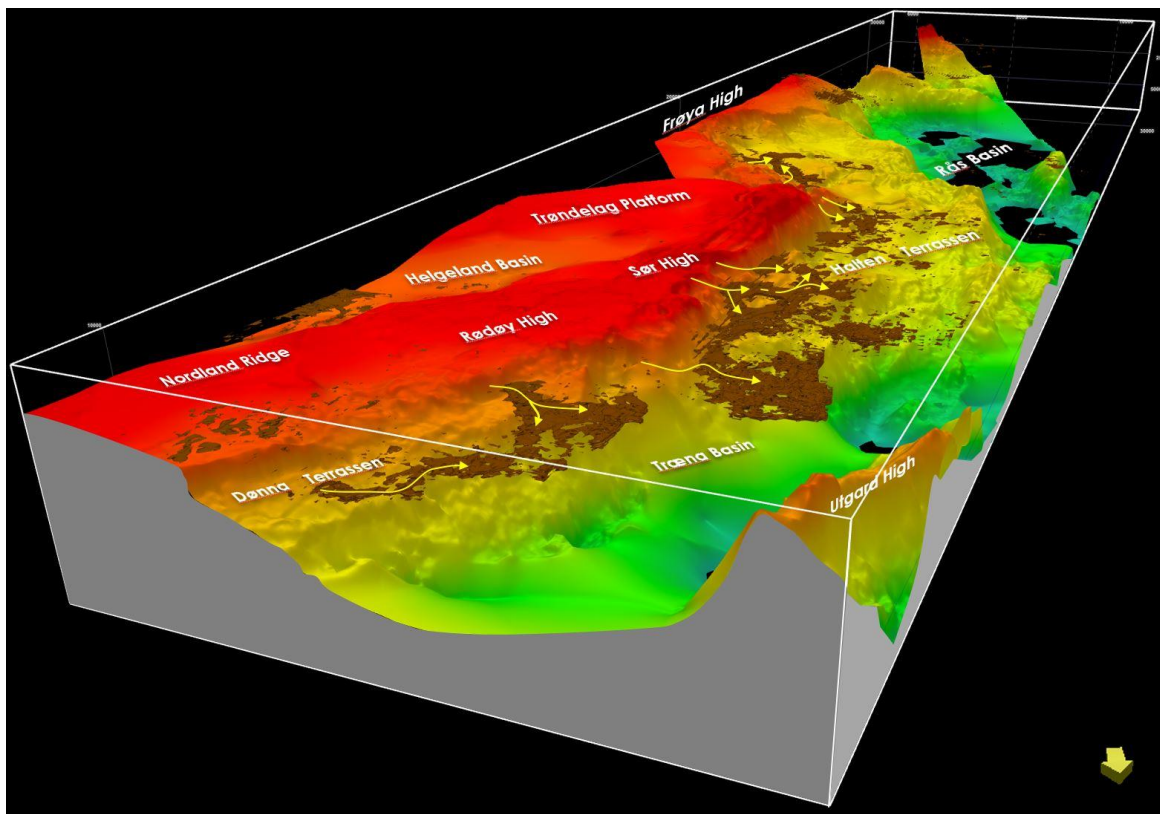 Frøya High
Rås Basin
Trøndelag Platform
Halten Terrassen
Helgeland Basin
Sør High
Rødøy High
Nordland Ridge
Dønna Terrassen
Træna Basin
Utgard High
10000